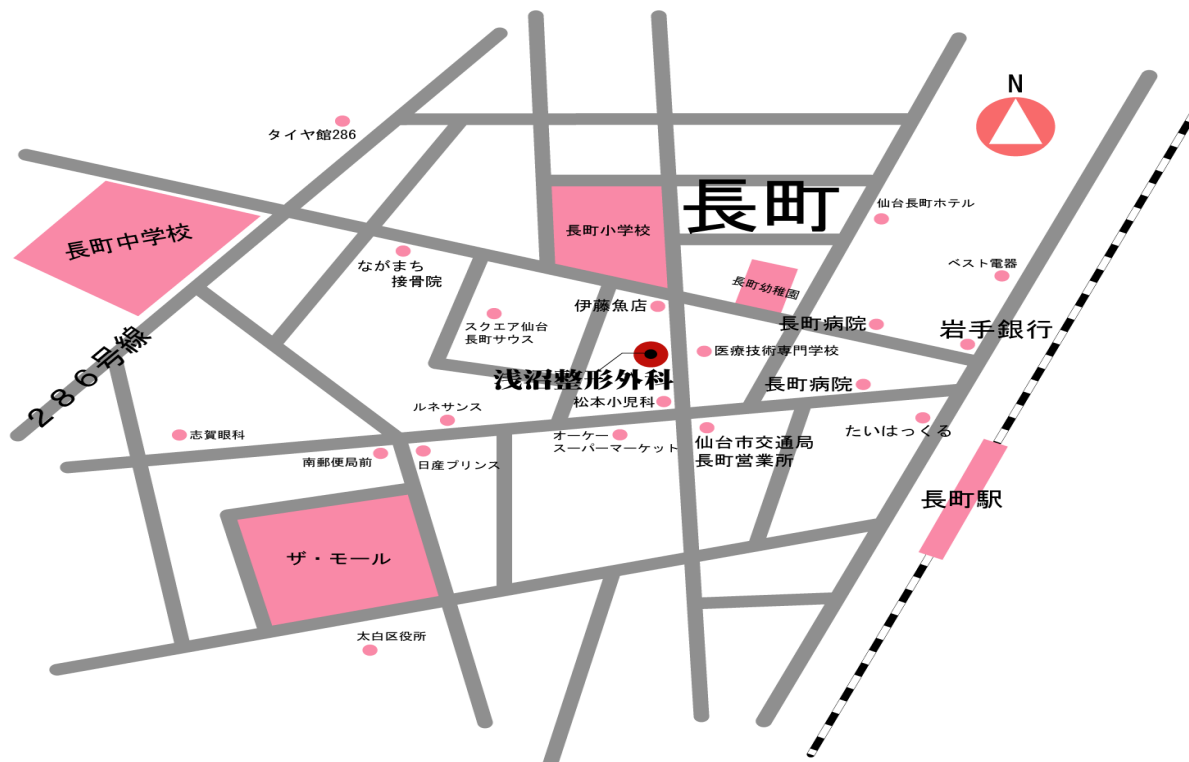 N
タイヤ館286
長町
仙台長町ホテル
長町中学校
長町小学校
ながまち
接骨院
ベスト電器
長町幼稚園
伊藤魚店
スクエア仙台
長町サウス
長町病院
岩手銀行
医療技術専門学校
浅沼整形外科
長町病院
286号線
松本小児科
ルネサンス
志賀眼科
オーケー
スーパーマーケット
仙台市交通局
長町営業所
たいはっくる
南郵便局前
日産プリンス
長町駅
ザ・モール
太白区役所